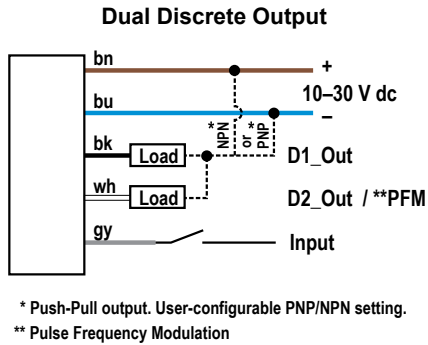 Dual Discrete Output
bn
+
10–30 V dc
bu
–
* NPN
or
* PNP
bk
Load
D1_Out
wh
Load
D2_Out / **PFM
gy
Input
* Push-Pull output. User-configurable PNP/NPN setting.
** Pulse Frequency Modulation